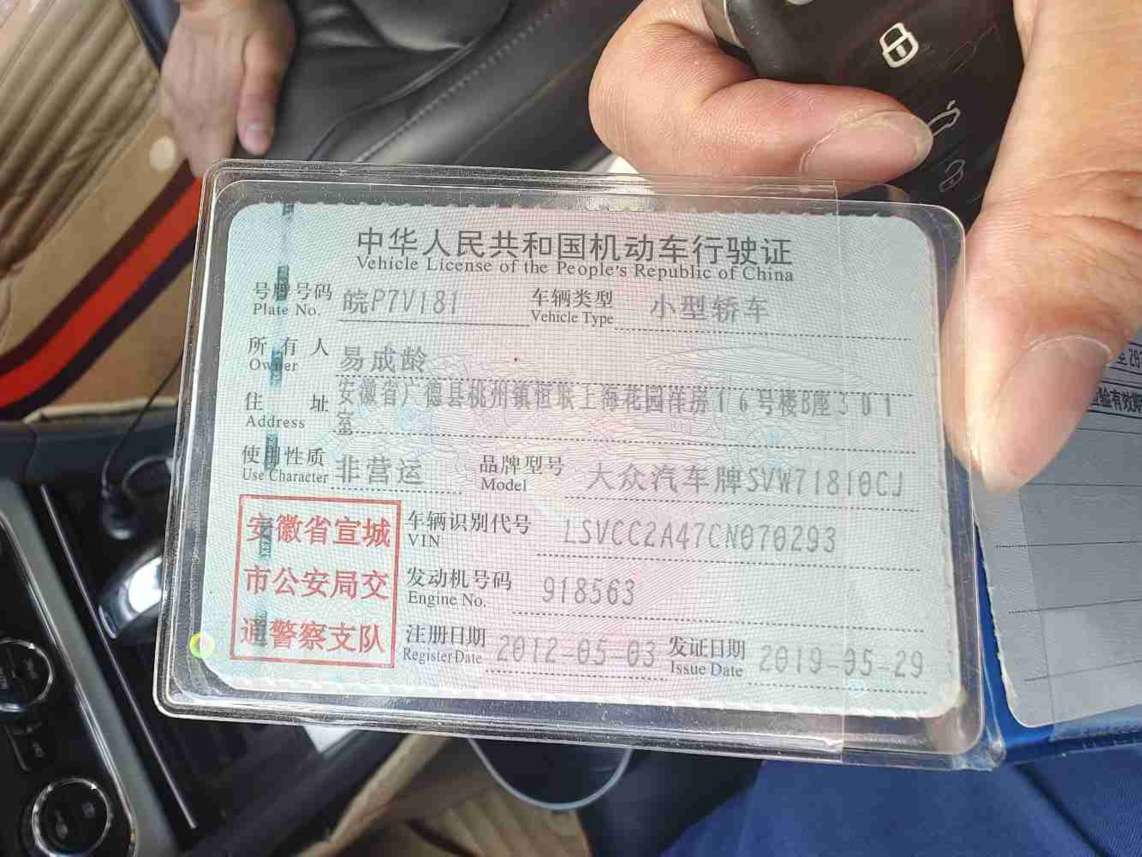 中华人民共和国机动车行驶证
Vehicle License of the People's Republic of China
号牌号码 皖P7V181 车辆类型 小型轿车
Plate No. Vehicle Type
所有人 易成龄
Owner
住址 安徽省广德县桃州镇恒联上海花园洋房16号楼B座301
Address 室
使用性质 非营运 品牌型号 大众汽车牌SVW71810CJ
Use Character Model
安徽省宣城
市公安局交
通警察支队
车辆识别代号 LSVCC2A47CN070293
VIN
发动机号码 918563
Engine No.
注册日期 2012-05-03 发证日期 2019-05-29
Register Date Issue Date